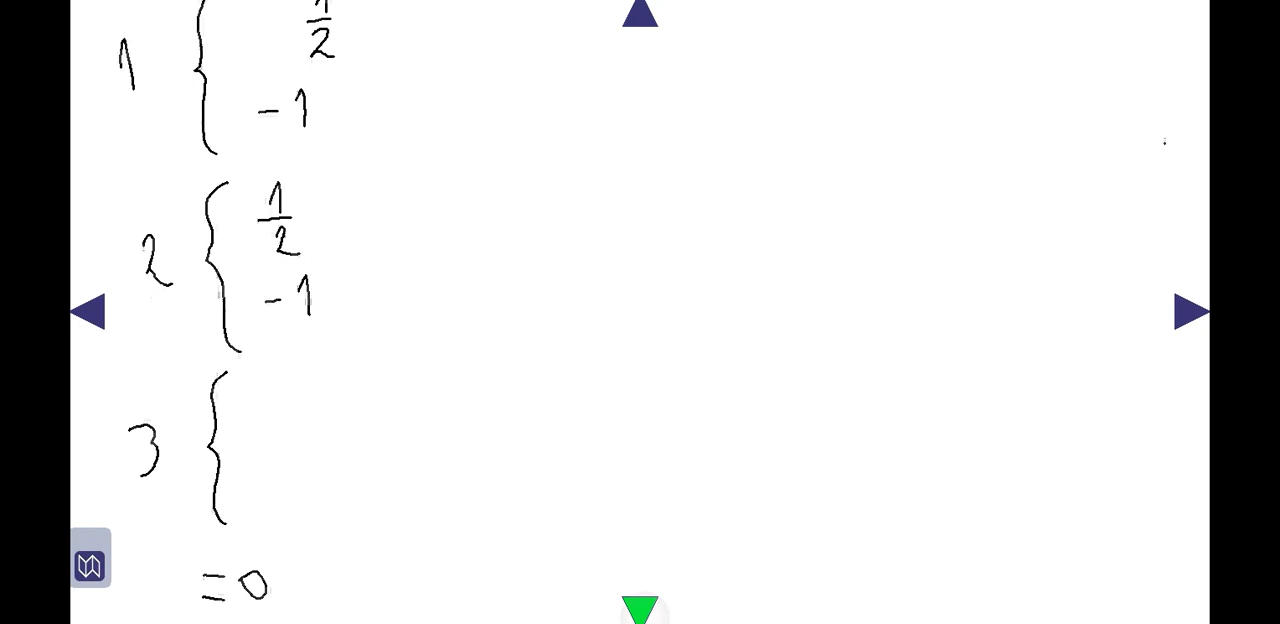 1 { 1/2
-1
2 { 1/2
-1
3 {
= 0